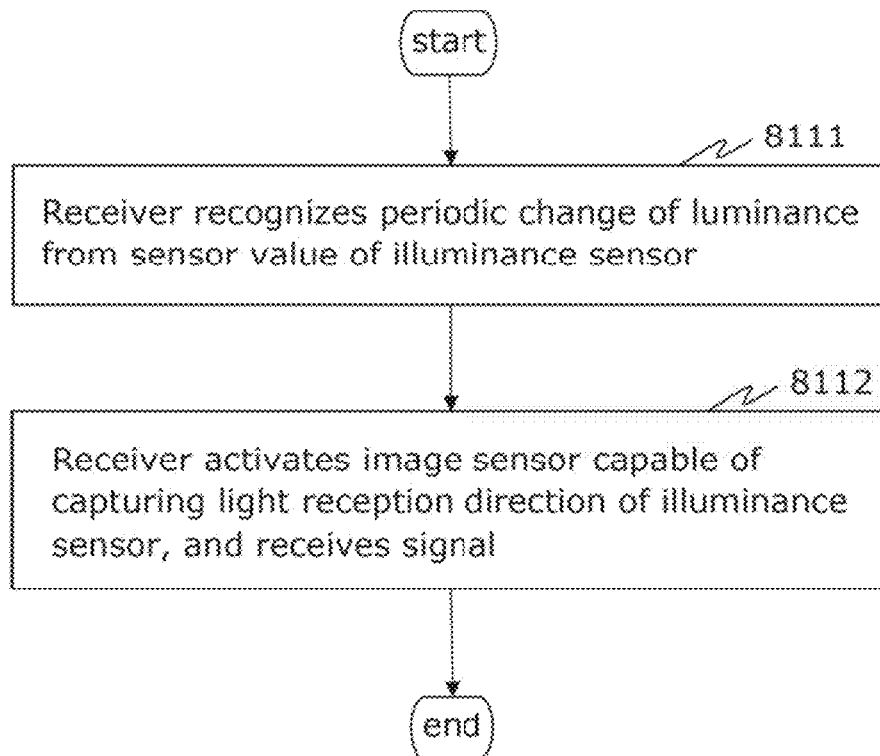 start
8111
Receiver recognizes periodic change of luminance
from sensor value of illuminance sensor
8112
Receiver activates image sensor capable of
capturing light reception direction of illuminance
sensor, and receives signal
end